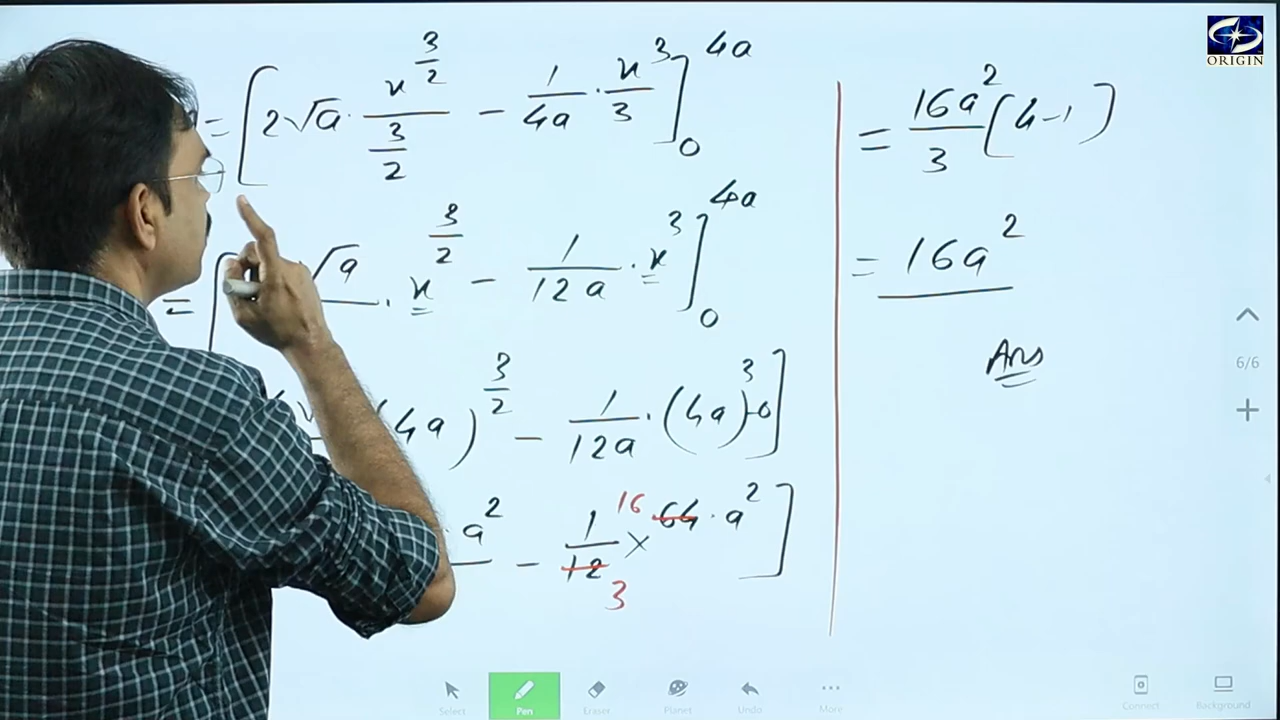 = [ 2√a · x^(3/2) / (3/2) − 1/4a · x³/3 ]₀^4a
= [ √a · x^(3/2) − 1/12a · x³ ]₀^4a
(4a)^(3/2) − 1/12a · (4a)³ - 0 ]
a² − 1/12 × 64 · a² ]
16
3
= 16a²/3 (4-1)
= 16a²
Ans
ORIGIN
6/6
Select Pen Eraser Planet Undo More Connect Background